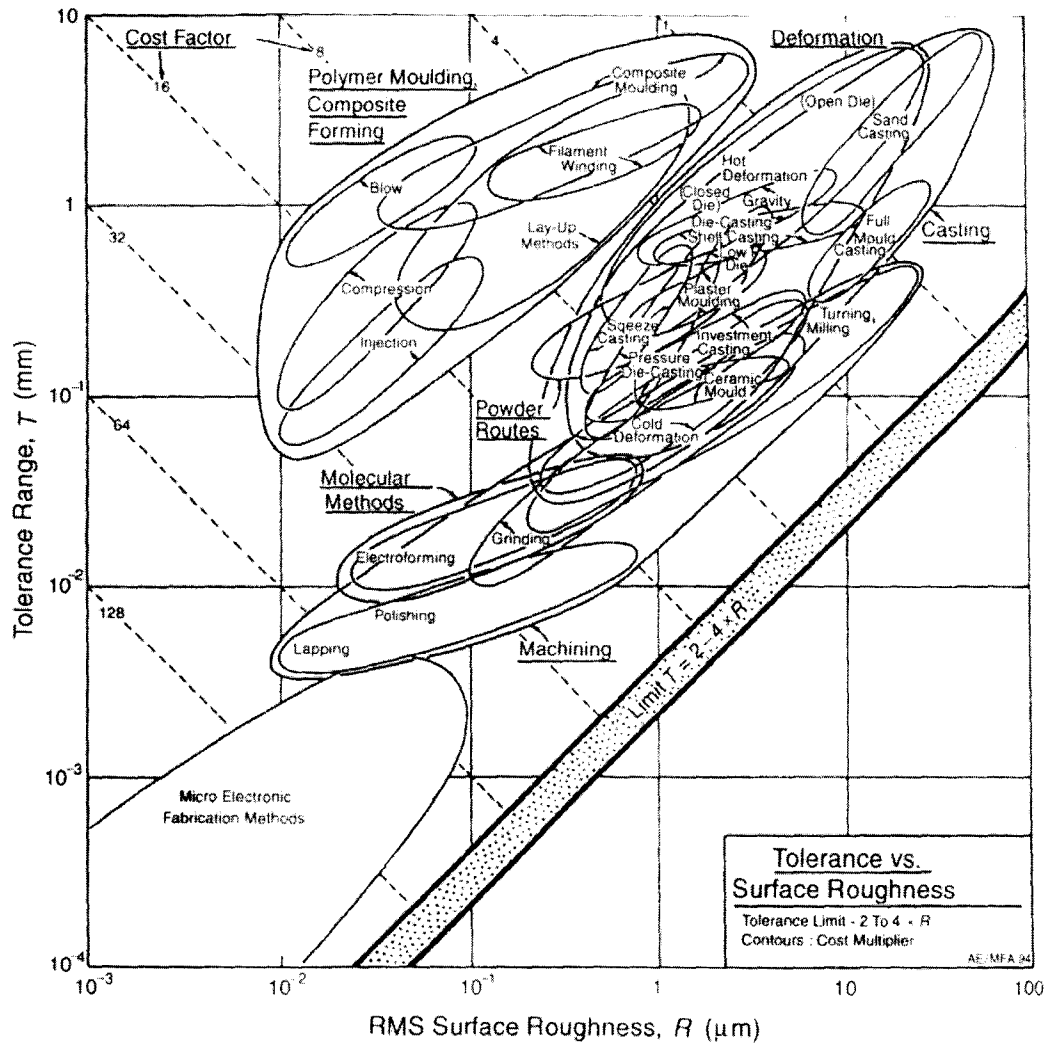 10
Cost Factor
16
8
4
1
Deformation
Polymer Moulding,
Composite
Forming
Composite
Moulding
(Open Die)
Sand
Casting
Filament
Winding
Blow
Hot
Deformation
(Closed
Die)
Gravity
Die-Casting
Shell Casting
Low P
Die
Full
Mould
Casting
Casting
1
32
Lay-Up
Methods
Compression
Plaster
Moulding
Turning,
Milling
Injection
Sqeeze
Casting
Investment
Casting
Pressure
Die-Casting
Ceramic
Mould
10⁻¹
64
Powder
Routes
Cold
Deformation
Molecular
Methods
Grinding
Electroforming
10⁻²
128
Polishing
Lapping
Machining
Limit T = 2 - 4 × R
10⁻³
Micro Electronic
Fabrication Methods
Tolerance vs.
Surface Roughness
Tolerance Limit - 2 To 4 × R
Contours : Cost Multiplier
AE/MFA 94
10⁻⁴
10⁻³
10⁻²
10⁻¹
1
10
100
Tolerance Range, T (mm)
RMS Surface Roughness, R (μm)